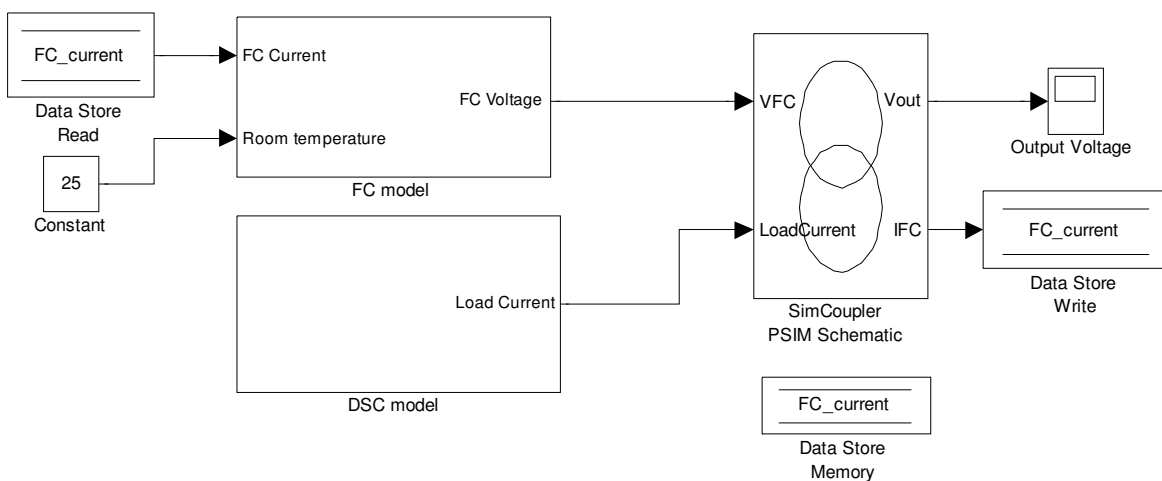 FC_current
Data Store
Read
25
Constant
FC Current
Room temperature
FC Voltage
FC model
Load Current
DSC model
VFC
LoadCurrent
Vout
IFC
SimCoupler
PSIM Schematic
Output Voltage
FC_current
Data Store
Write
FC_current
Data Store
Memory